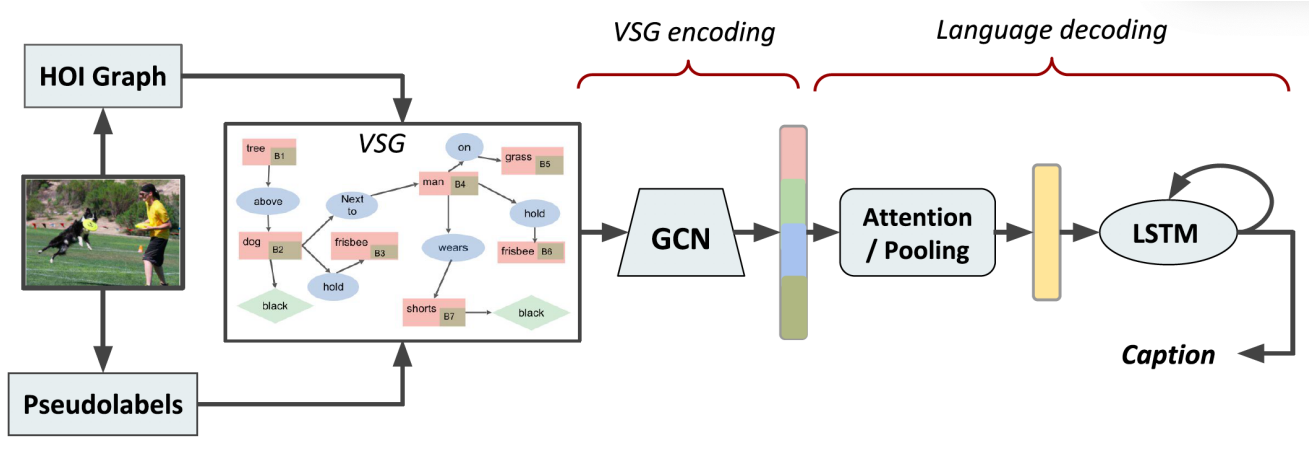 VSG encoding
Language decoding
HOI Graph
VSG
tree B1
on
grass B5
man B4
above
Next
to
hold
dog B2
frisbee B3
wears
frisbee B6
hold
black
shorts B7
black
GCN
Attention
/ Pooling
LSTM
Caption
Pseudolabels